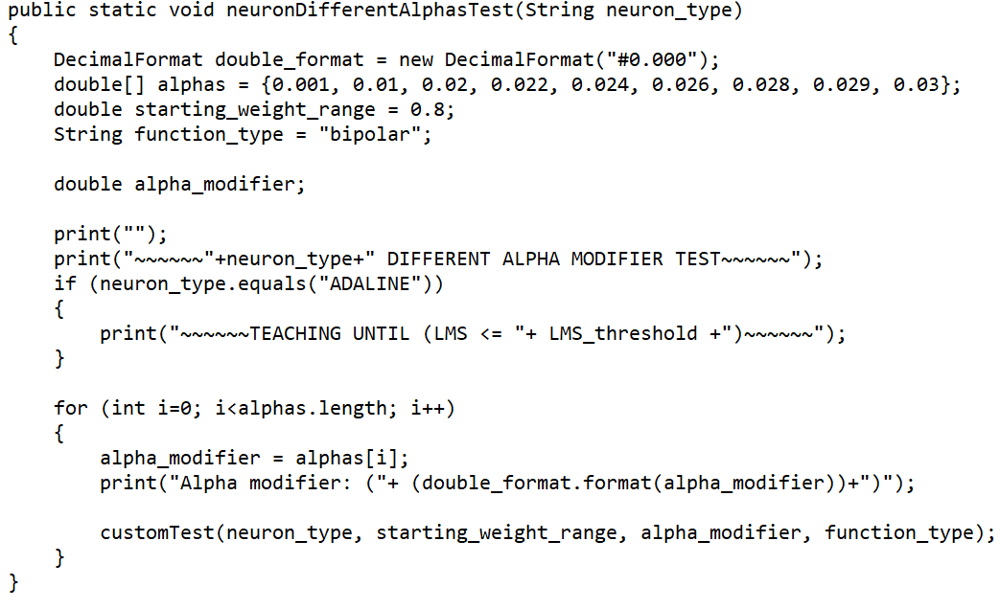 public static void neuronDifferentAlphasTest(String neuron_type)
{
    DecimalFormat double_format = new DecimalFormat("#0.000");
    double[] alphas = {0.001, 0.01, 0.02, 0.022, 0.024, 0.026, 0.028, 0.029, 0.03};
    double starting_weight_range = 0.8;
    String function_type = "bipolar";

    double alpha_modifier;

    print("");
    print("~~~~~~"+neuron_type+" DIFFERENT ALPHA MODIFIER TEST~~~~~~");
    if (neuron_type.equals("ADALINE"))
    {
        print("~~~~~~TEACHING UNTIL (LMS <= "+ LMS_threshold +")~~~~~~");
    }

    for (int i=0; i<alphas.length; i++)
    {
        alpha_modifier = alphas[i];
        print("Alpha modifier: ("+ (double_format.format(alpha_modifier))+")");

        customTest(neuron_type, starting_weight_range, alpha_modifier, function_type);
    }
}